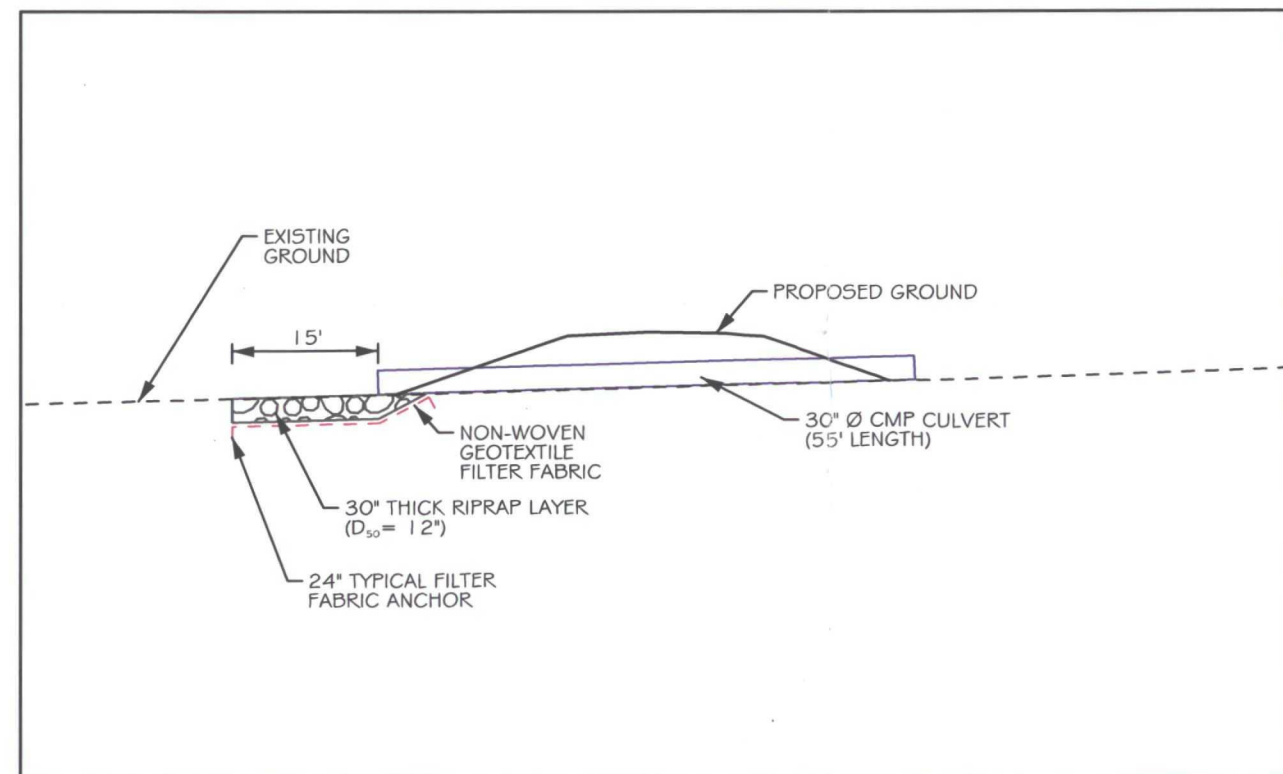 EXISTING
GROUND
PROPOSED GROUND
15'
30" Ø CMP CULVERT
(55' LENGTH)
NON-WOVEN
GEOTEXTILE
FILTER FABRIC
30" THICK RIPRAP LAYER
(D₅₀= 12")
24" TYPICAL FILTER
FABRIC ANCHOR